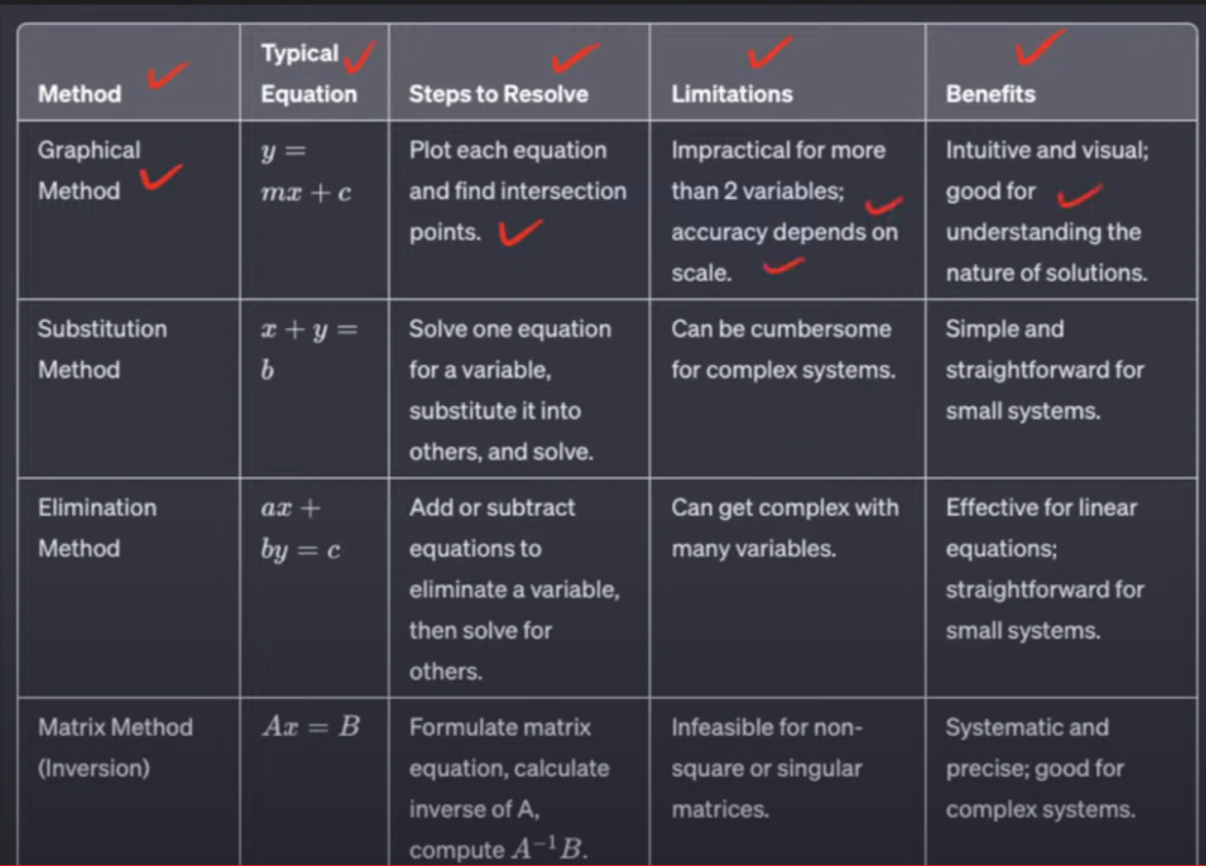 Method
Typical
Equation
Steps to Resolve
Limitations
Benefits
Graphical
Method
y =
mx + c
Plot each equation
and find intersection
points.
Impractical for more
than 2 variables;
accuracy depends on
scale.
Intuitive and visual;
good for
understanding the
nature of solutions.
Substitution
Method
x + y =
b
Solve one equation
for a variable,
substitute it into
others, and solve.
Can be cumbersome
for complex systems.
Simple and
straightforward for
small systems.
Elimination
Method
ax +
by = c
Add or subtract
equations to
eliminate a variable,
then solve for
others.
Can get complex with
many variables.
Effective for linear
equations;
straightforward for
small systems.
Matrix Method
(Inversion)
Ax = B
Formulate matrix
equation, calculate
inverse of A,
compute A⁻¹B.
Infeasible for non-
square or singular
matrices.
Systematic and
precise; good for
complex systems.